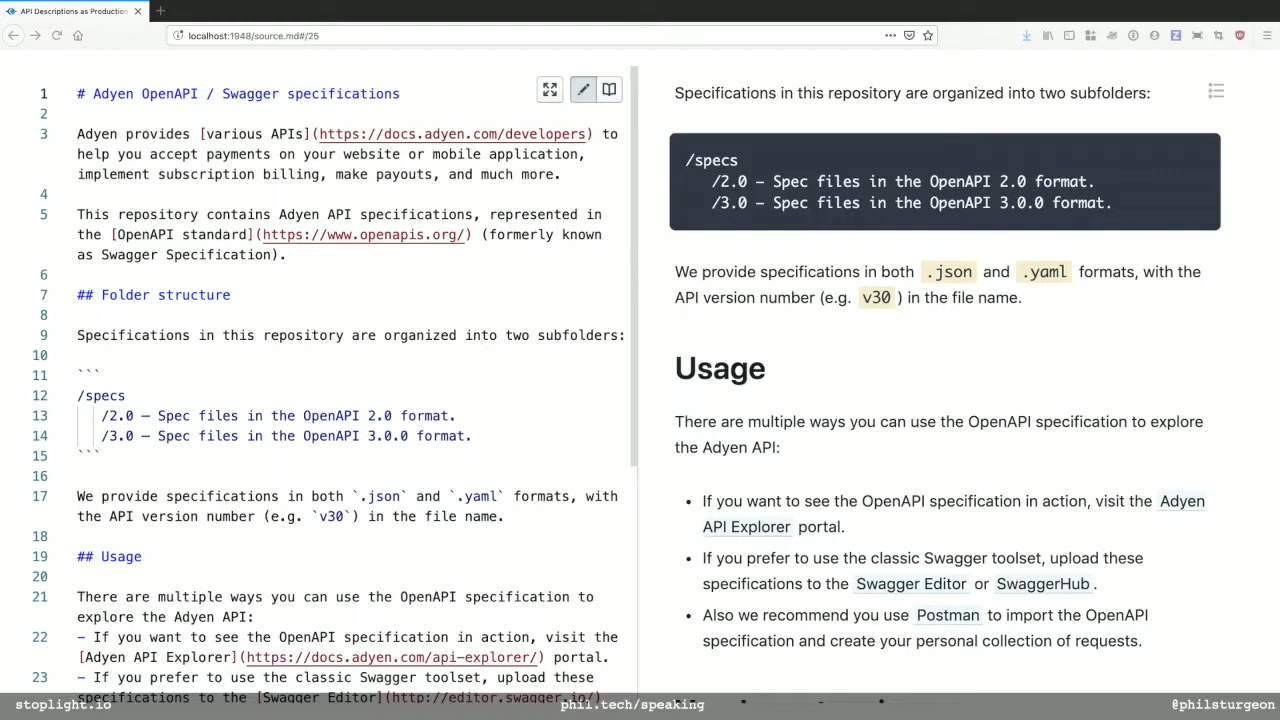 API Descriptions as Production
localhost:1948/source.md#/25
1 # Adyen OpenAPI / Swagger specifications
2
3 Adyen provides [various APIs](https://docs.adyen.com/developers) to
help you accept payments on your website or mobile application,
implement subscription billing, make payouts, and much more.
4
5 This repository contains Adyen API specifications, represented in
the [OpenAPI standard](https://www.openapis.org/) (formerly known
as Swagger Specification).
6
7 ## Folder structure
8
9 Specifications in this repository are organized into two subfolders:
10
11 ```
12 /specs
13 /2.0 – Spec files in the OpenAPI 2.0 format.
14 /3.0 – Spec files in the OpenAPI 3.0.0 format.
15 ```
16
17 We provide specifications in both `.json` and `.yaml` formats, with
the API version number (e.g. `v30`) in the file name.
18
19 ## Usage
20
21 There are multiple ways you can use the OpenAPI specification to
explore the Adyen API:
22 - If you want to see the OpenAPI specification in action, visit the
[Adyen API Explorer](https://docs.adyen.com/api-explorer/) portal.
23 - If you prefer to use the classic Swagger toolset, upload these
specifications to the [Swagger Editor](http://editor.swagger.io/)
Specifications in this repository are organized into two subfolders:
/specs
/2.0 – Spec files in the OpenAPI 2.0 format.
/3.0 – Spec files in the OpenAPI 3.0.0 format.
We provide specifications in both .json and .yaml formats, with the
API version number (e.g. v30 ) in the file name.
Usage
There are multiple ways you can use the OpenAPI specification to explore
the Adyen API:
• If you want to see the OpenAPI specification in action, visit the Adyen
API Explorer portal.
• If you prefer to use the classic Swagger toolset, upload these
specifications to the Swagger Editor or SwaggerHub .
• Also we recommend you use Postman to import the OpenAPI
specification and create your personal collection of requests.
stoplight.io
phil.tech/speaking
@philsturgeon